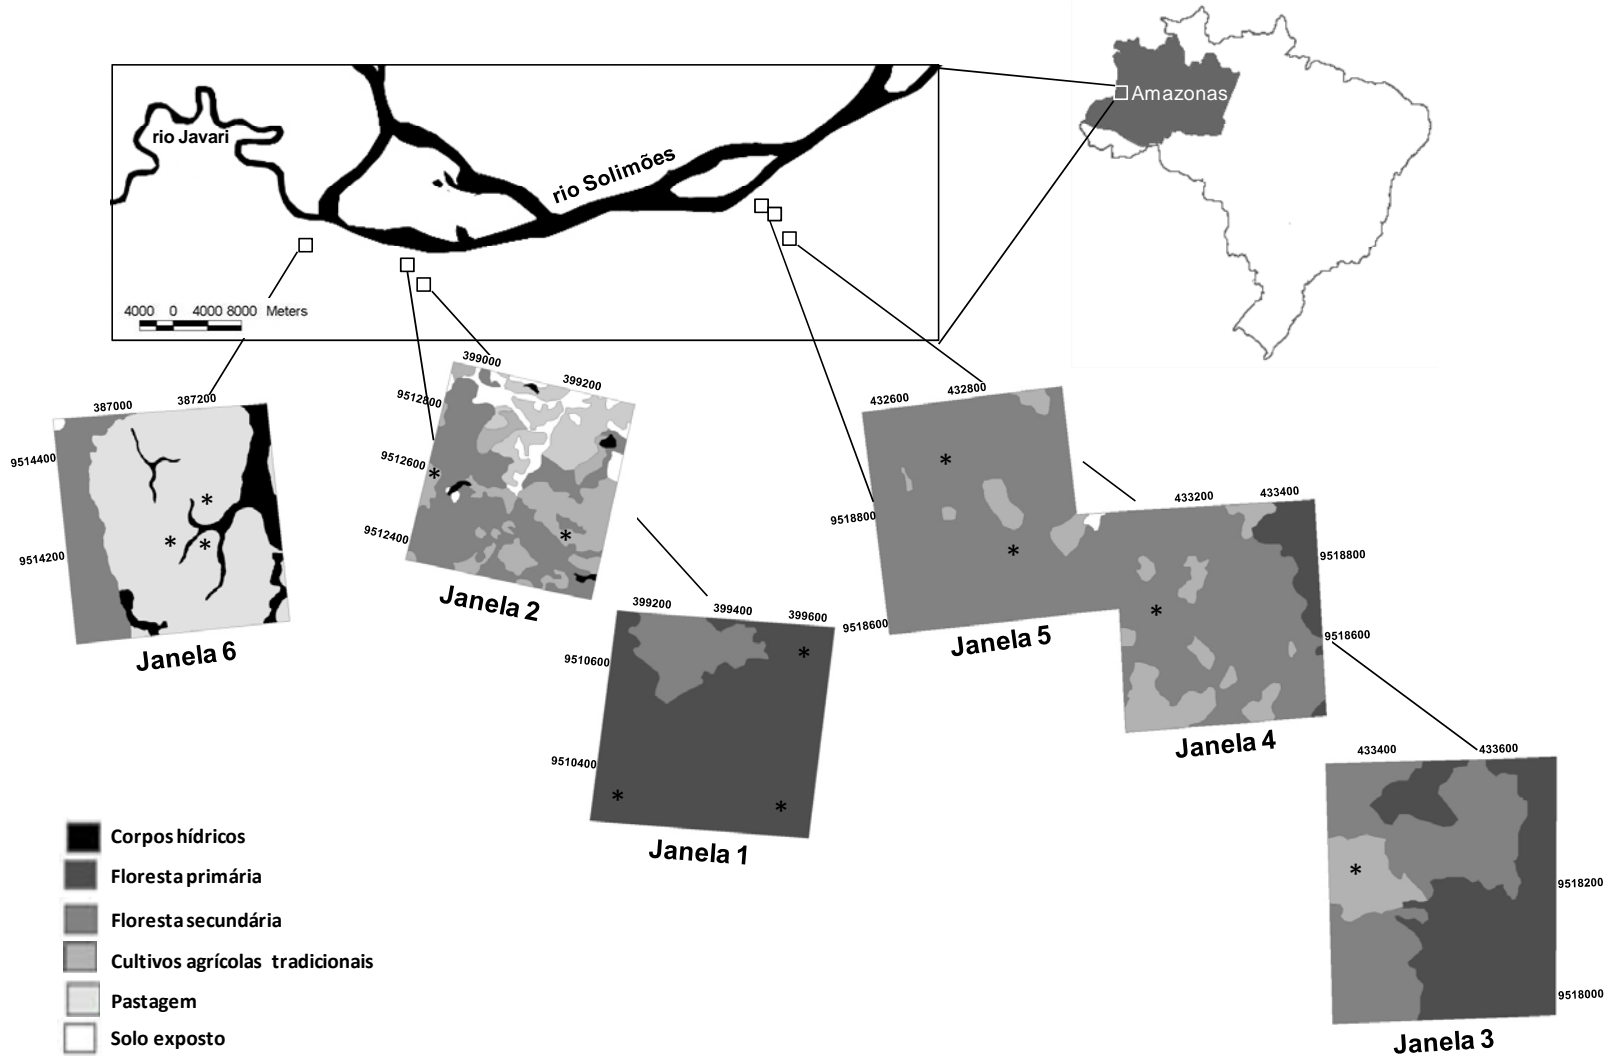 Amazonas
rio Javari
rio Solimões
4000 0 4000 8000 Meters
399000
399200
9512800
9512600
9512400
Janela 2
387000
387200
9514400
9514200
Janela 6
432600
432800
9518800
9518600
Janela 5
433200
433400
9518800
9518600
Janela 4
399200
399400
399600
9510600
9510400
Janela 1
433400
433600
9518200
9518000
Janela 3
Corpos hídricos
Floresta primária
Floresta secundária
Cultivos agrícolas tradicionais
Pastagem
Solo exposto